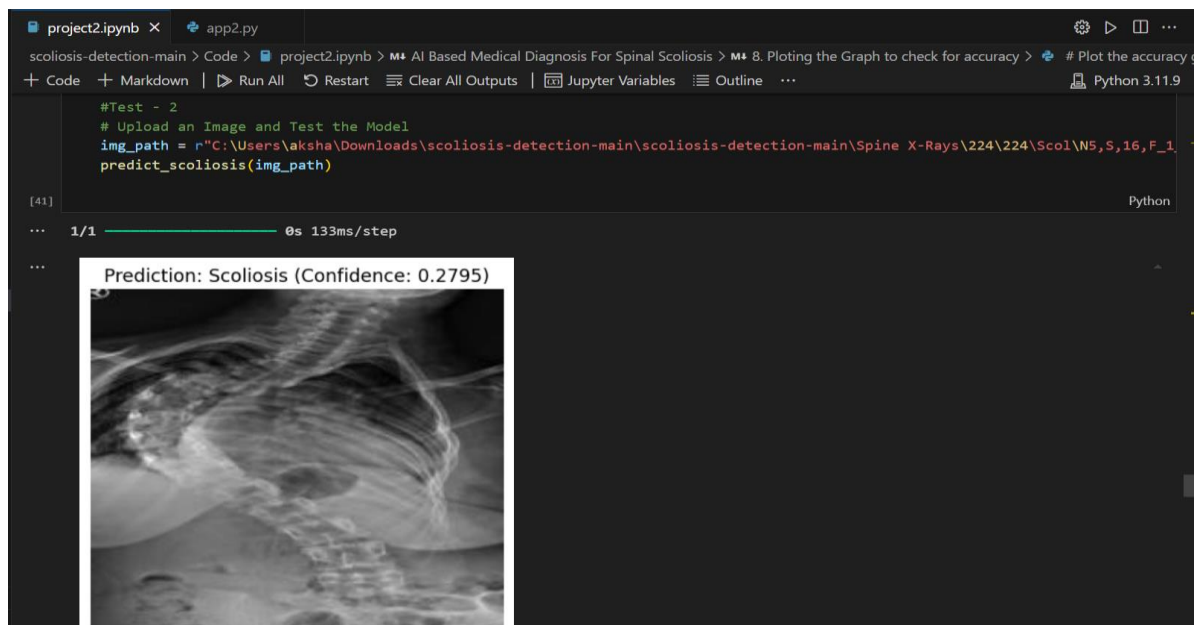 project2.ipynb × app2.py
scoliosis-detection-main > Code > project2.ipynb > M↓ AI Based Medical Diagnosis For Spinal Scoliosis > M↓ 8. Ploting the Graph to check for accuracy > # Plot the accuracy
+ Code + Markdown | Run All Restart Clear All Outputs | Jupyter Variables Outline ... Python 3.11.9
#Test - 2
# Upload an Image and Test the Model
img_path = r"C:\Users\aksha\Downloads\scoliosis-detection-main\scoliosis-detection-main\Spine X-Rays\224\224\Scol\N5,S,16,F_1_
predict_scoliosis(img_path)
[41] Python
... 1/1 ━━━━━━━━━━━━━━━━━━━━ 0s 133ms/step
...
Prediction: Scoliosis (Confidence: 0.2795)